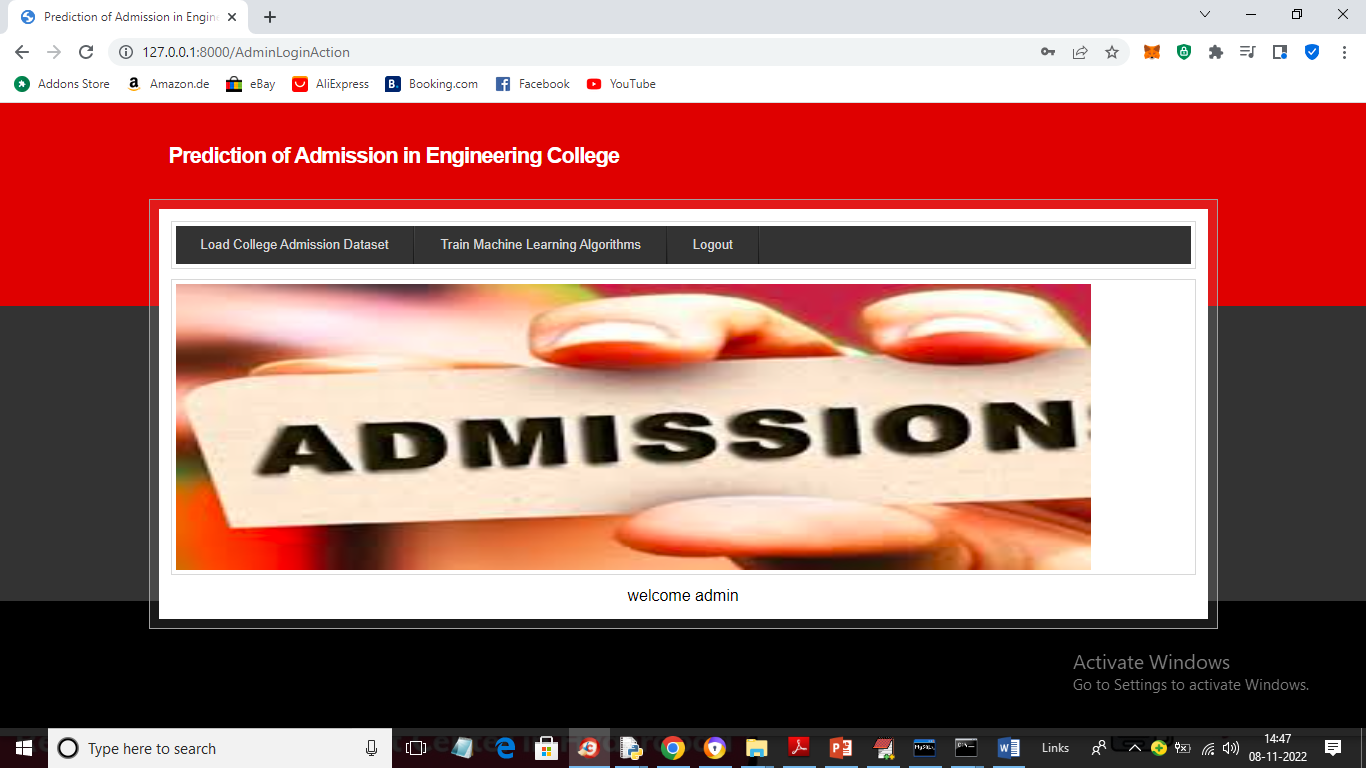 Prediction of Admission in Engin
127.0.0.1:8000/AdminLoginAction
Addons Store
Amazon.de
eBay
AliExpress
B. Booking.com
Facebook
YouTube
Prediction of Admission in Engineering College
Load College Admission Dataset
Train Machine Learning Algorithms
Logout
ADMISSION
welcome admin
Activate Windows
Go to Settings to activate Windows.
Type here to search
Links
14:47
08-11-2022